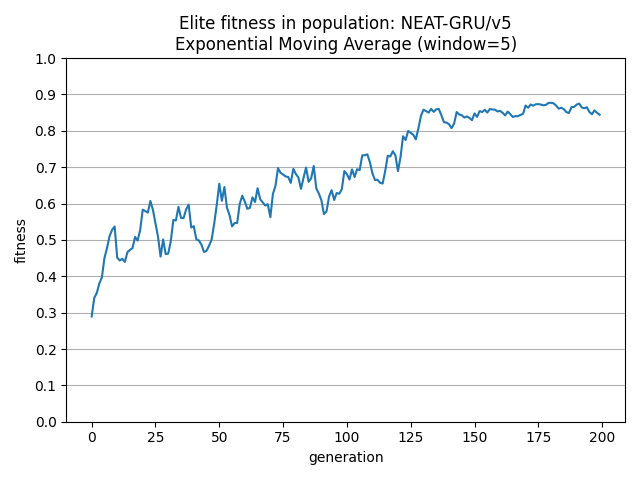 Elite fitness in population: NEAT-GRU/v5
Exponential Moving Average (window=5)
fitness
1.0
0.9
0.8
0.7
0.6
0.5
0.4
0.3
0.2
0.1
0.0
0 25 50 75 100 125 150 175 200
generation